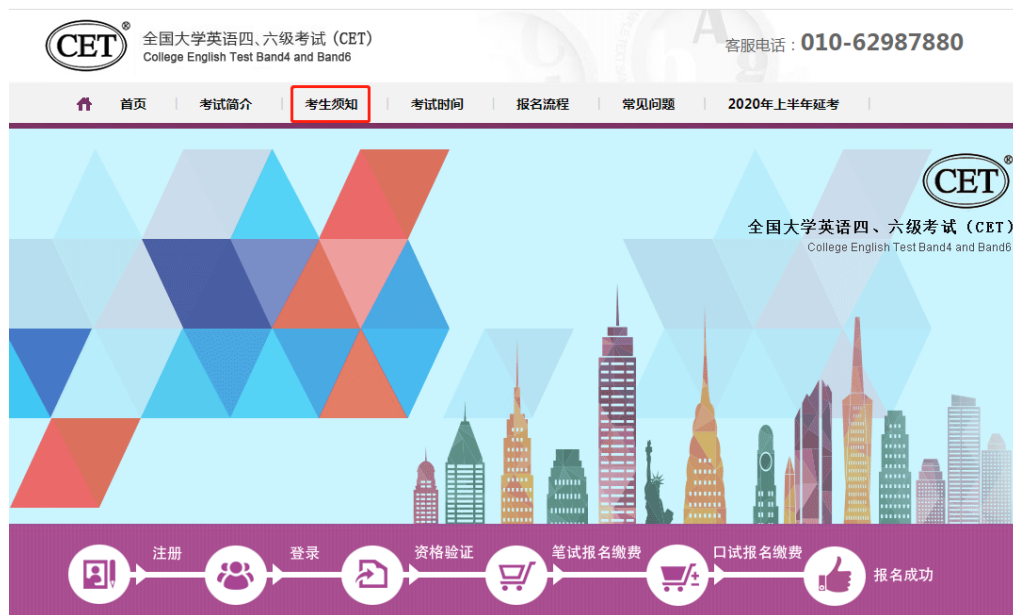 CET®
全国大学英语四、六级考试（CET）
College English Test Band4 and Band6
客服电话：010-62987880
首页
考试简介
考生须知
考试时间
报名流程
常见问题
2020年上半年延考
CET®
全国大学英语四、六级考试（CET）
College English Test Band4 and Band6
注册
登录
资格验证
笔试报名缴费
口试报名缴费
报名成功